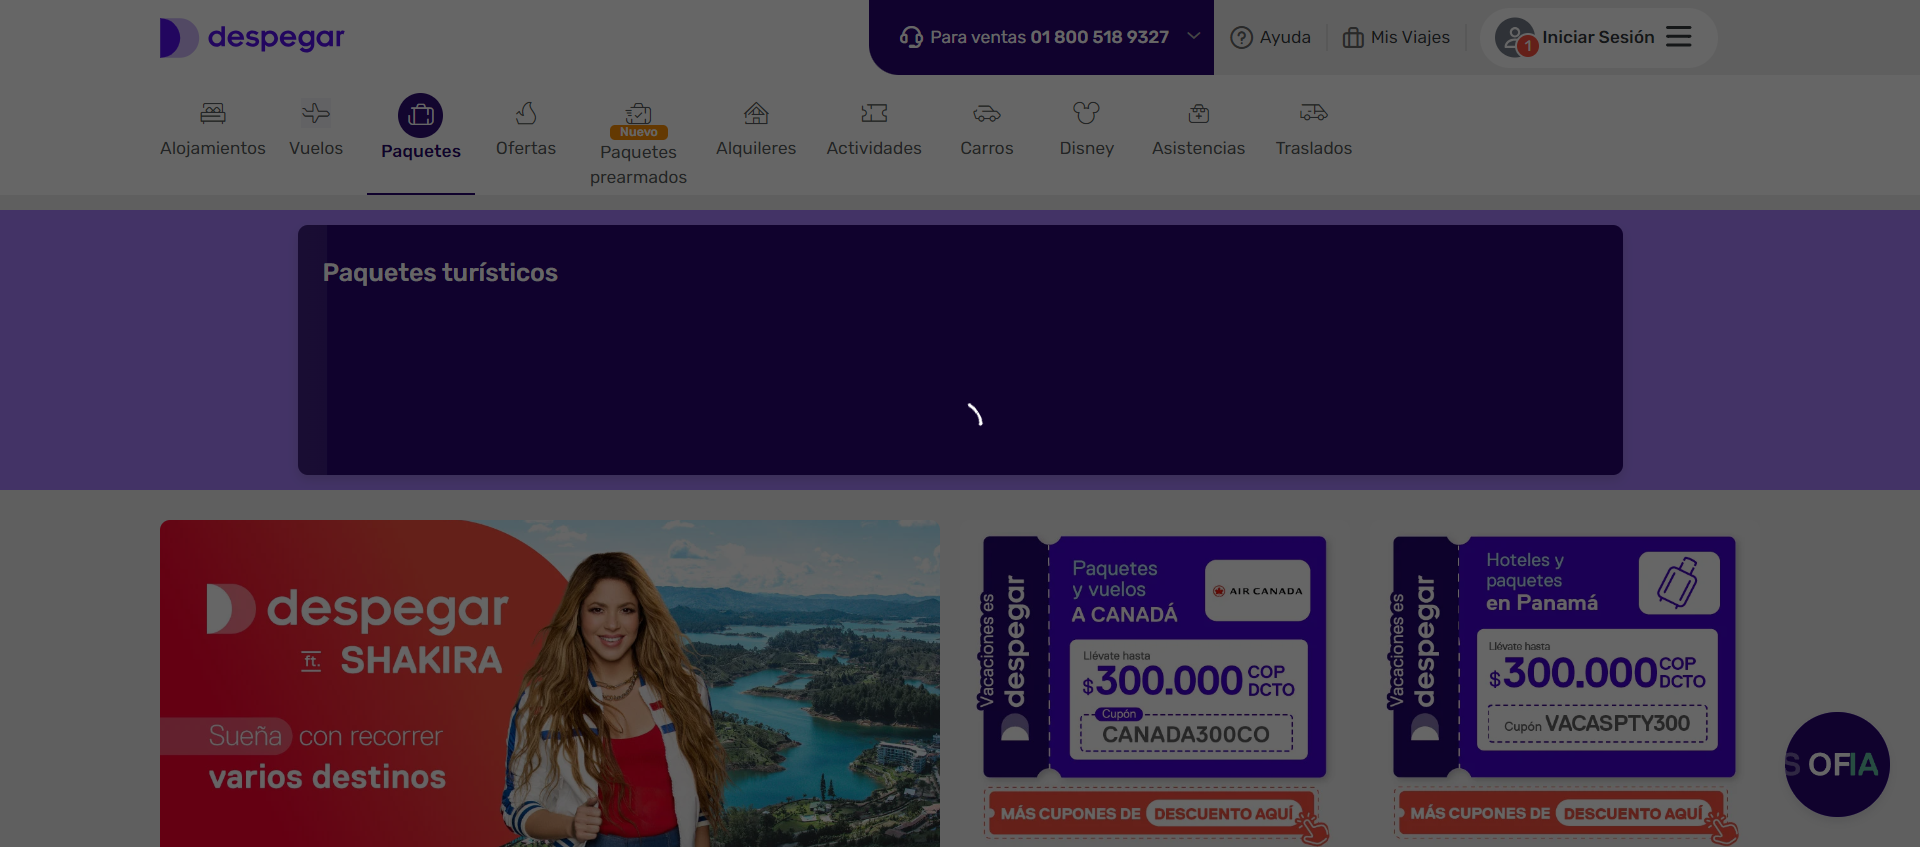 despegar
Para ventas 01 800 518 9327
Ayuda
Mis Viajes
1
Iniciar Sesión
Alojamientos
Vuelos
Paquetes
Ofertas
Nuevo
Paquetes
prearmados
Alquileres
Actividades
Carros
Disney
Asistencias
Traslados
Paquetes turísticos
despegar
ft. SHAKIRA
Sueña con recorrer
varios destinos
Vacaciones es
despegar
Paquetes
y vuelos
A CANADÁ
AIR CANADA
Llévate hasta
$300.000 COP
DCTO
Cupón
CANADA300CO
MÁS CUPONES DE DESCUENTO AQUÍ
Vacaciones es
despegar
Hoteles y
paquetes
en Panamá
Llévate hasta
$300.000 COP
DCTO
Cupón VACASPTY300
MÁS CUPONES DE DESCUENTO AQUÍ
S OFIA